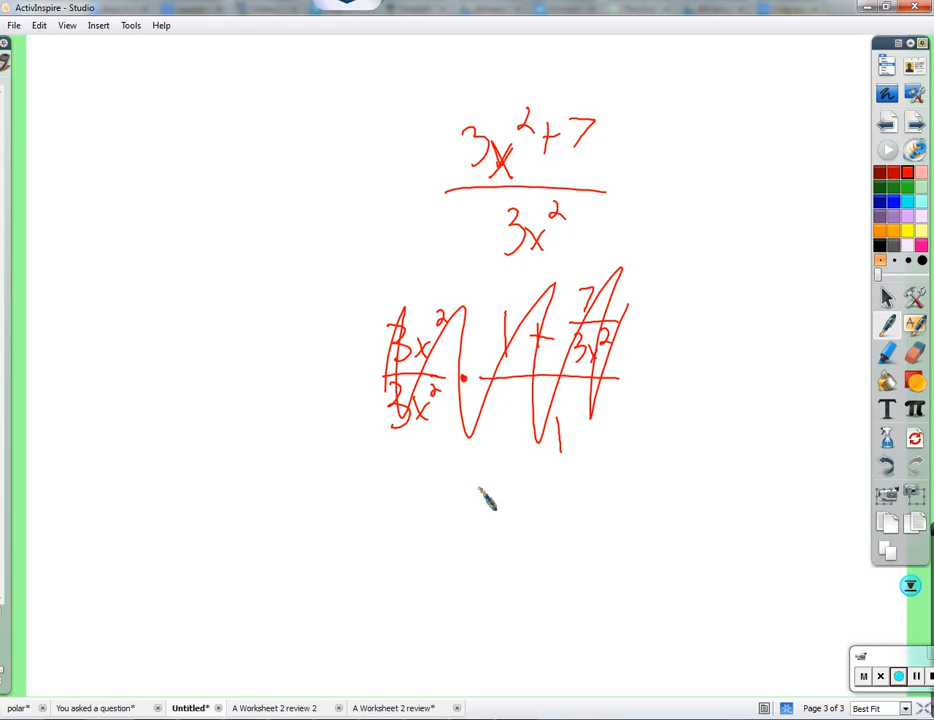 ActivInspire - Studio
File Edit View Insert Tools Help
3x² + 7
3x²
3x² · 1 + 7
3x²
3x² 1
M
polar* You asked a question* Untitled* A Worksheet 2 review 2 A Worksheet 2 review* Page 3 of 3 Best Fit